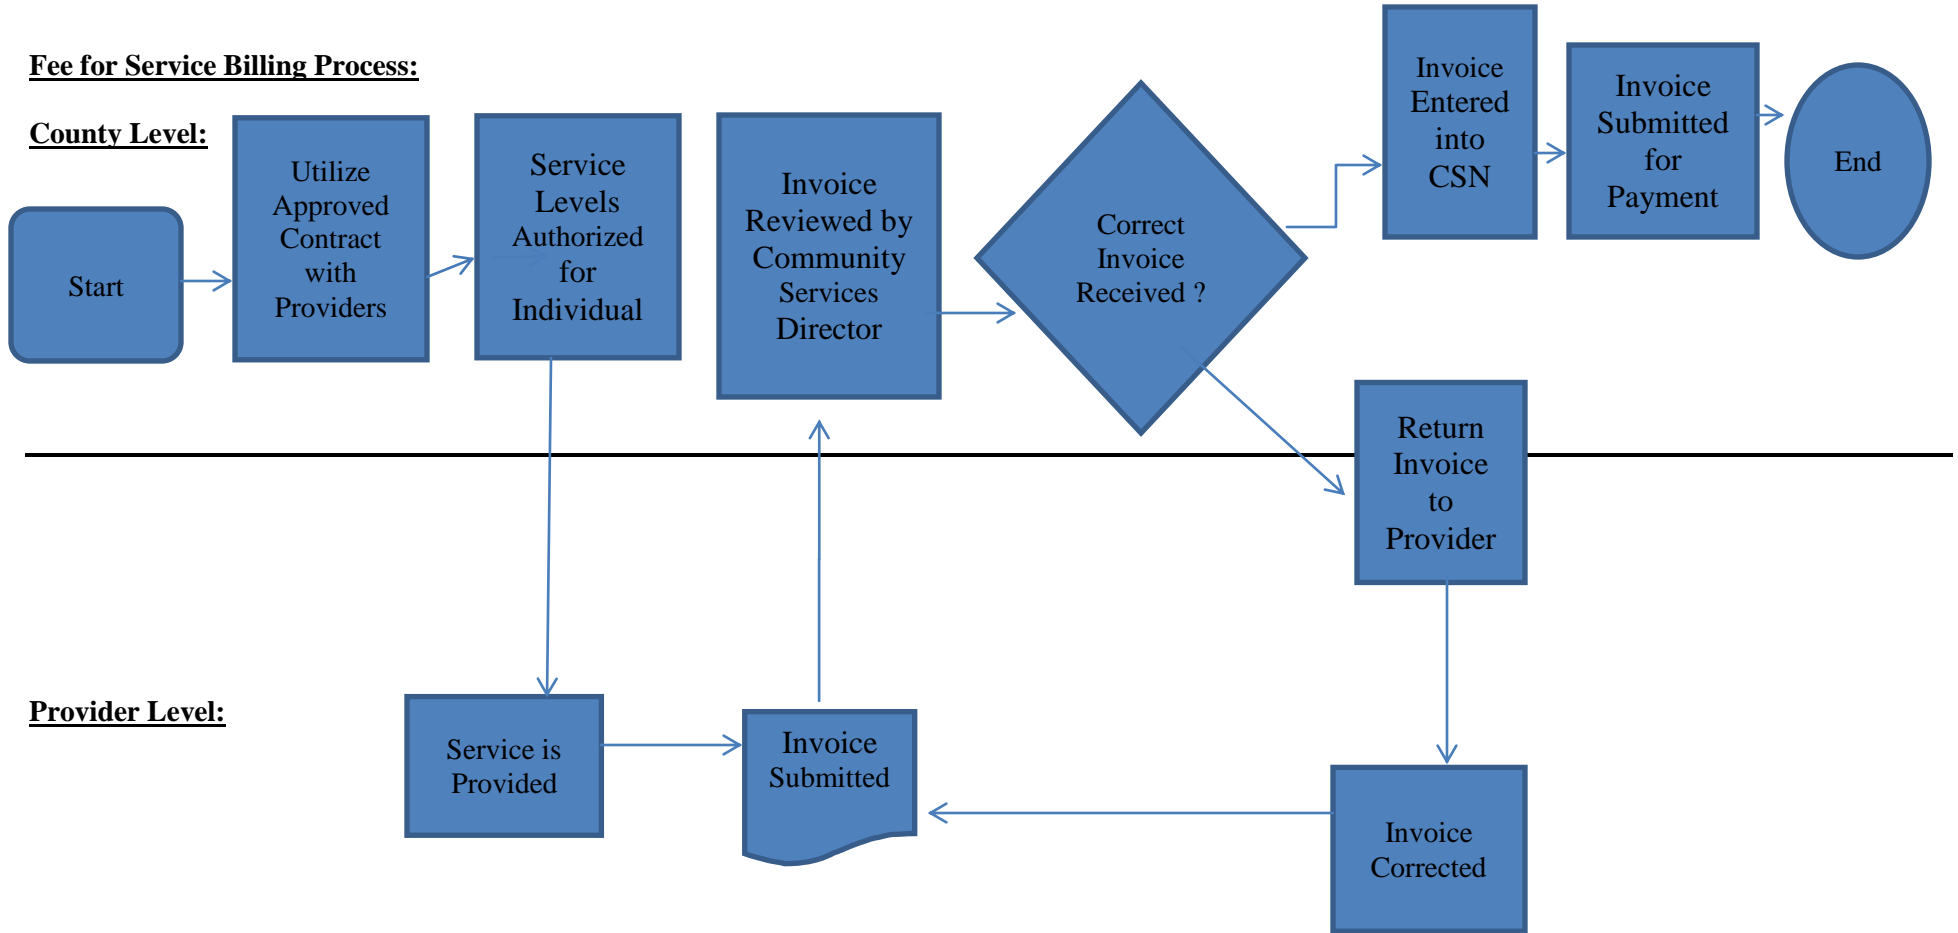 Fee for Service Billing Process:
County Level:
Start
Utilize
Approved
Contract
with
Providers
Service
Levels
Authorized
for
Individual
Invoice
Reviewed by
Community
Services
Director
Correct
Invoice
Received ?
Invoice
Entered
into
CSN
Invoice
Submitted
for
Payment
End
Return
Invoice
to
Provider
Provider Level:
Service is
Provided
Invoice
Submitted
Invoice
Corrected